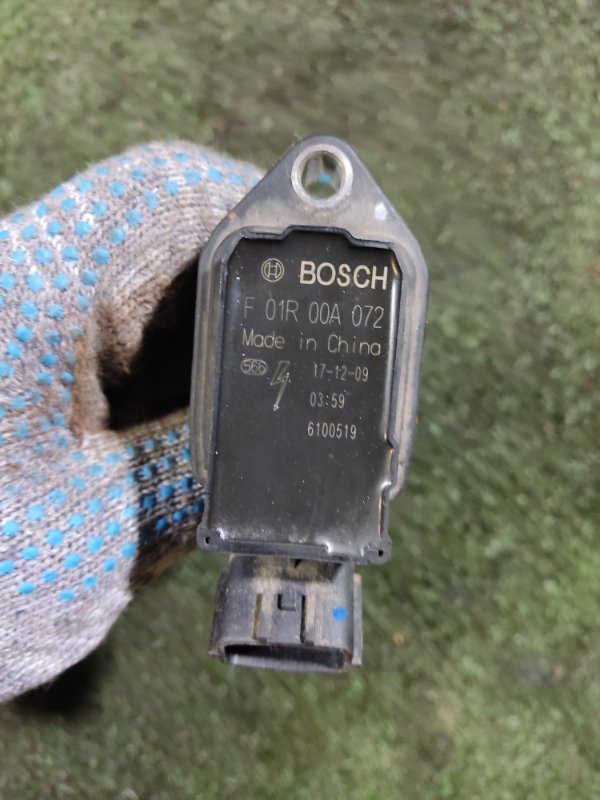 BOSCH
F 01R 00A 072
Made in China
566 17-12-09
03:59
6100519